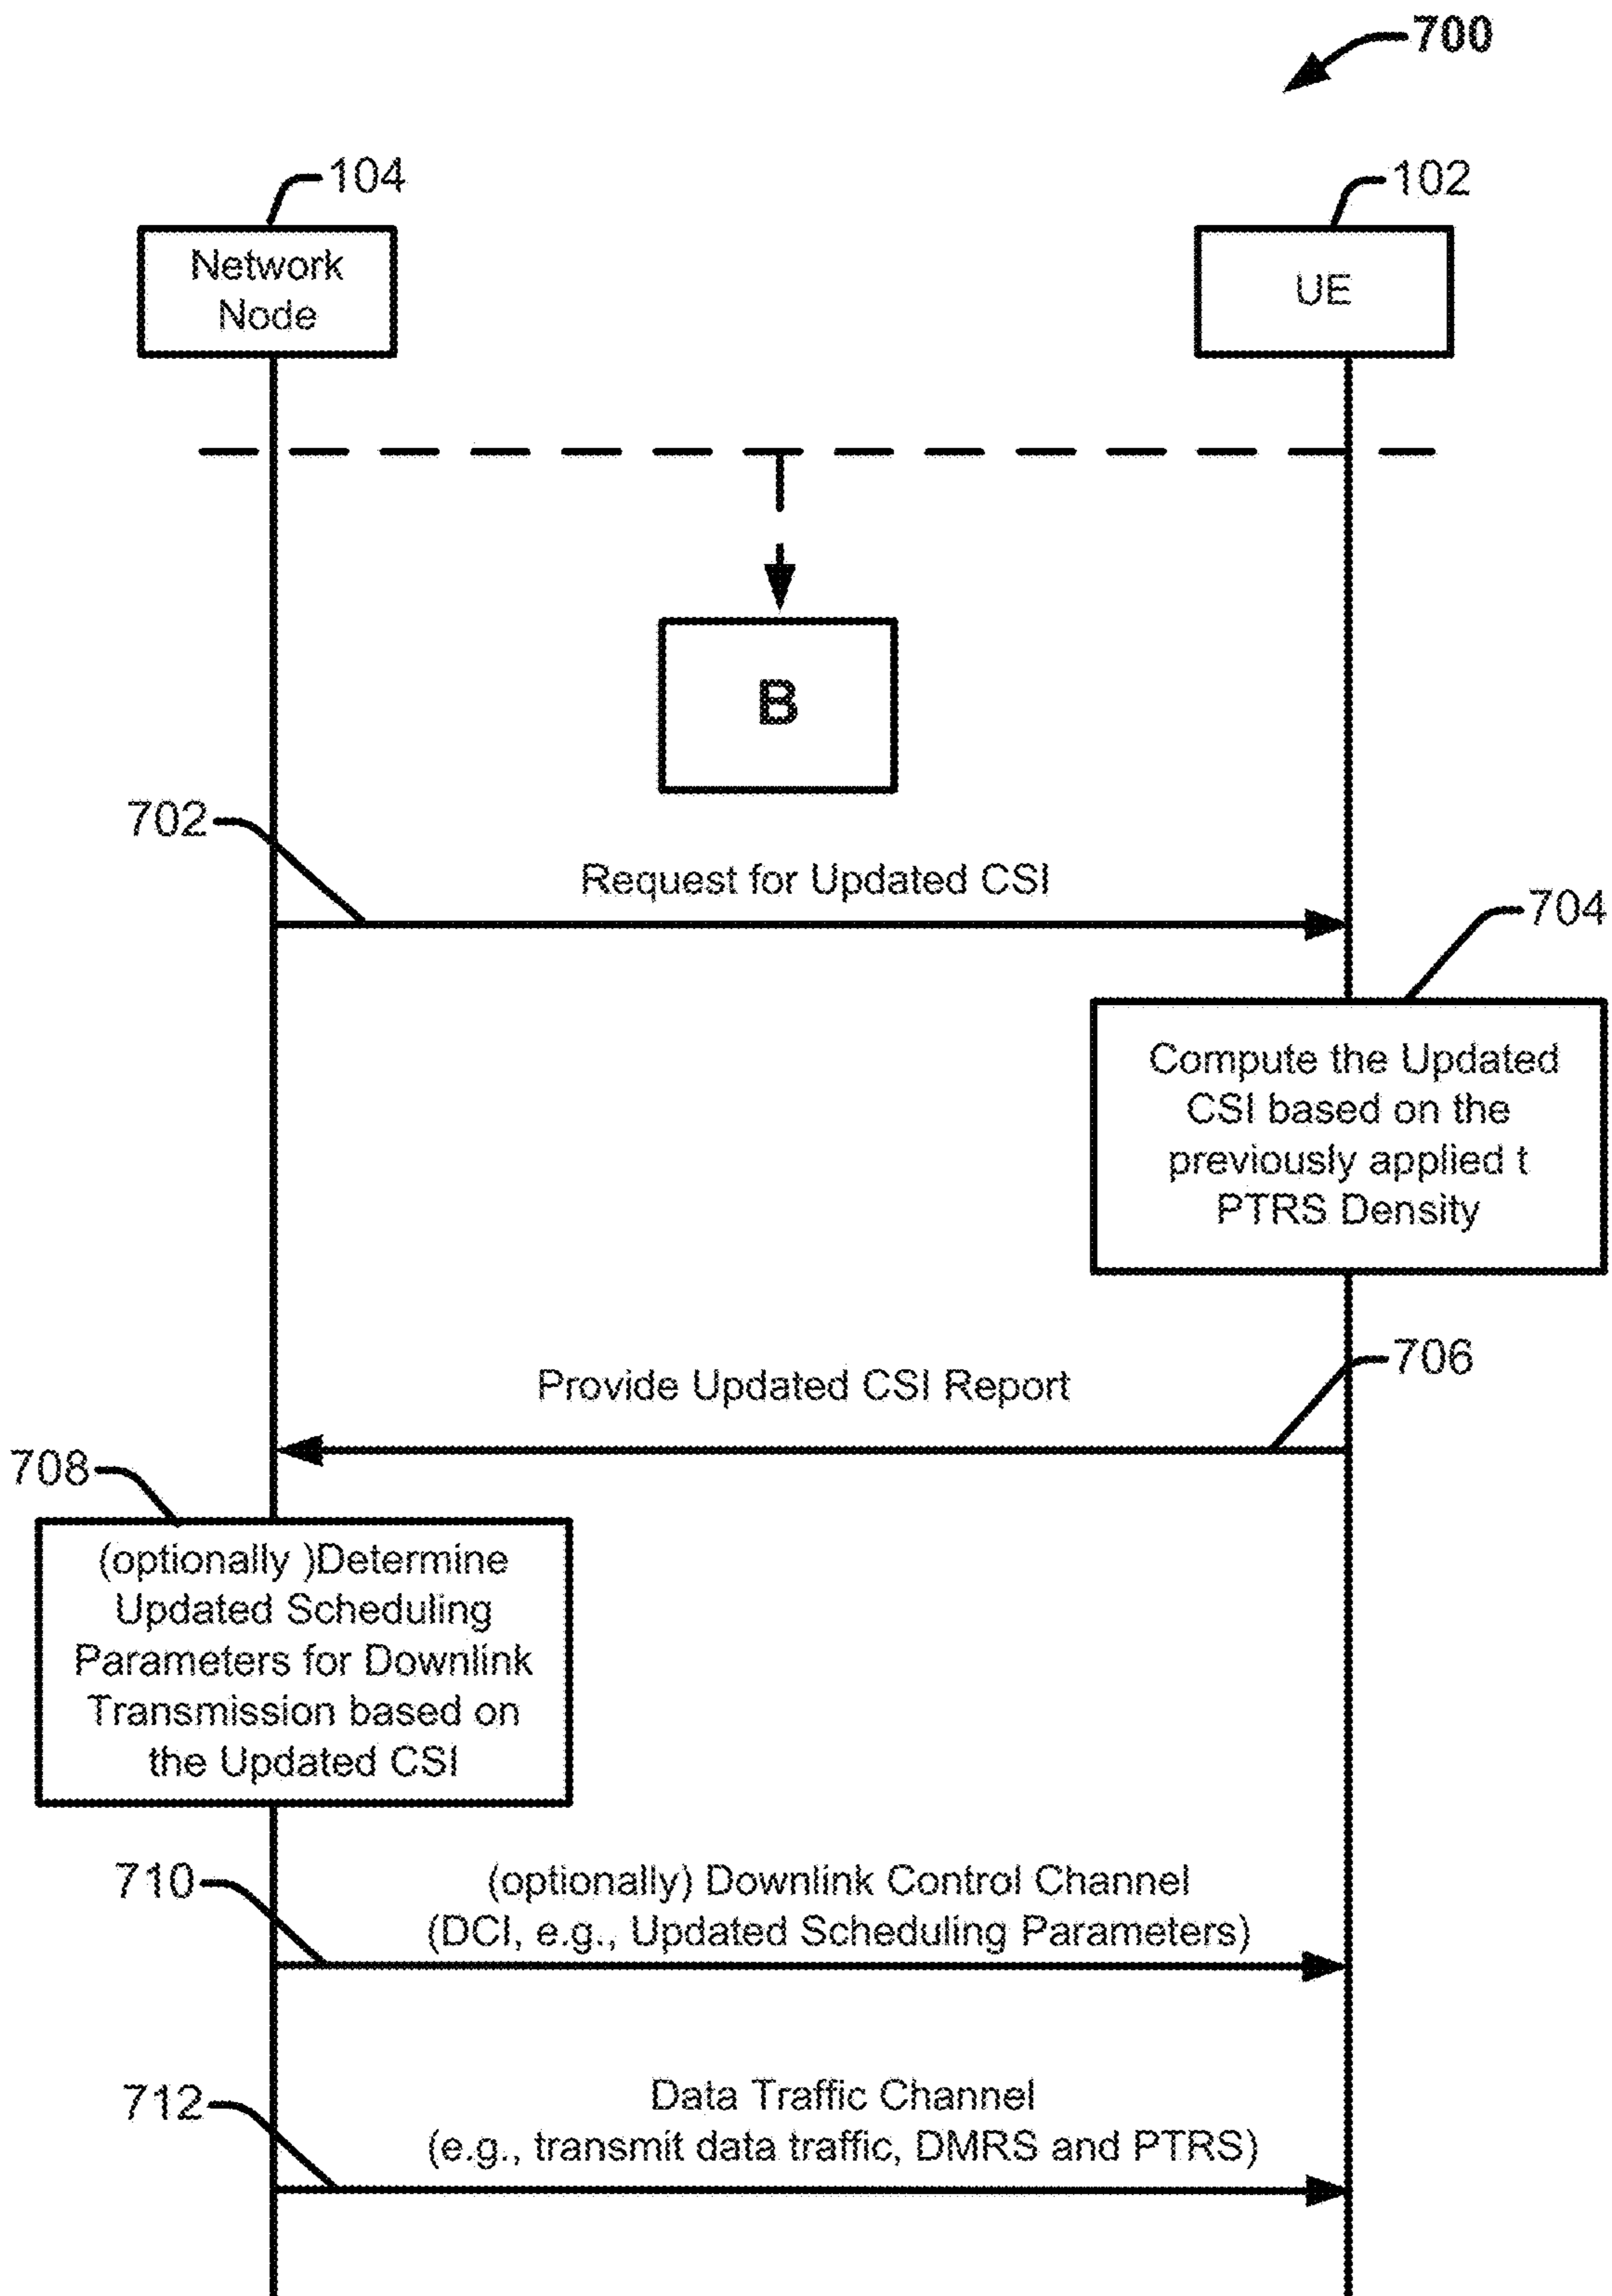 700
104
102
Network
Node
UE
B
702
Request for Updated CSI
704
Compute the Updated
CSI based on the
previously applied t
PTRS Density
706
Provide Updated CSI Report
708
(optionally )Determine
Updated Scheduling
Parameters for Downlink
Transmission based on
the Updated CSI
710
(optionally) Downlink Control Channel
(DCI, e.g., Updated Scheduling Parameters)
712
Data Traffic Channel
(e.g., transmit data traffic, DMRS and PTRS)